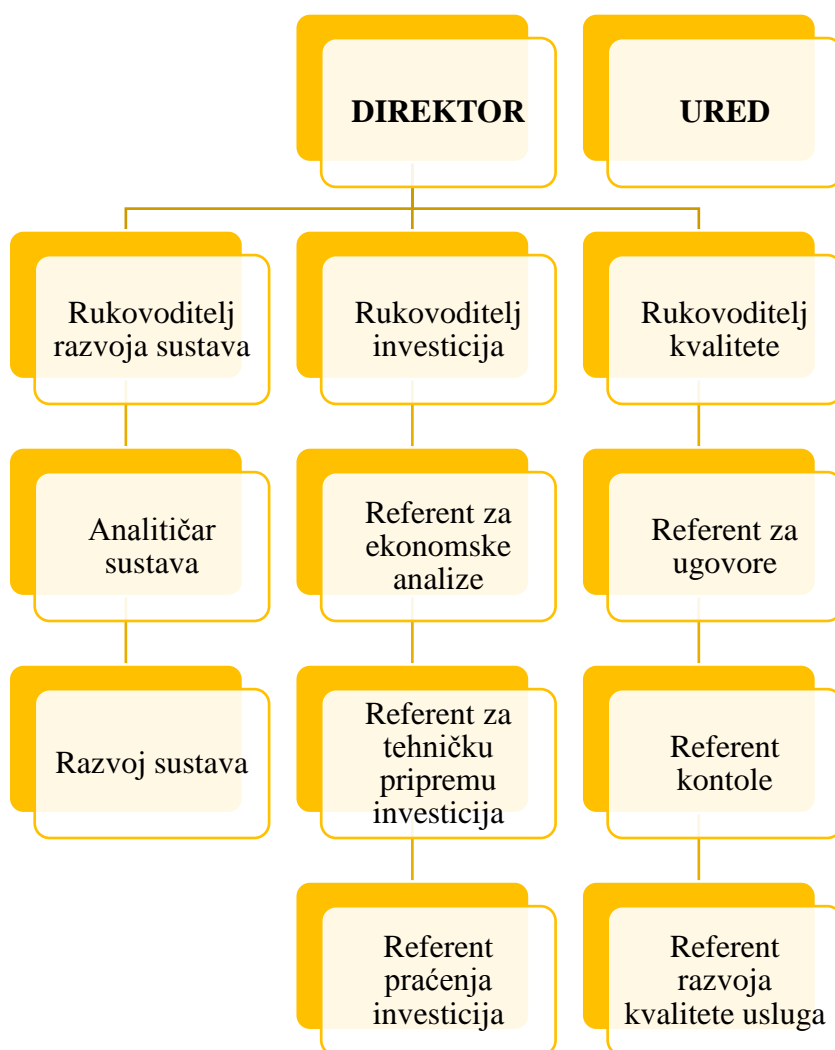 DIREKTOR
URED
Rukovoditelj
razvoja sustava
Rukovoditelj
investicija
Rukovoditelj
kvalitete
Analitičar
sustava
Referent za
ekonomske
analize
Referent za
ugovore
Razvoj sustava
Referent za
tehničku
pripremu
investicija
Referent
kontole
Referent
praćenja
investicija
Referent
razvoja
kvalitete usluga